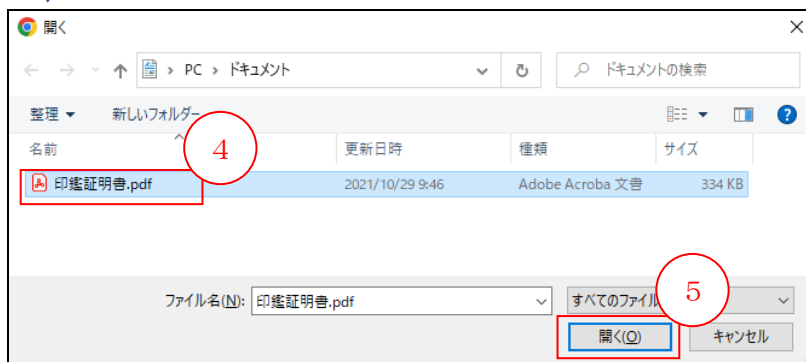 開く
PC › ドキュメント
ドキュメントの検索
整理
新しいフォルダー
名前
更新日時
種類
サイズ
4
印鑑証明書.pdf
2021/10/29 9:46
Adobe Acroba 文書
334 KB
ファイル名(N):
印鑑証明書.pdf
すべてのファイル
5
開く(O)
キャンセル